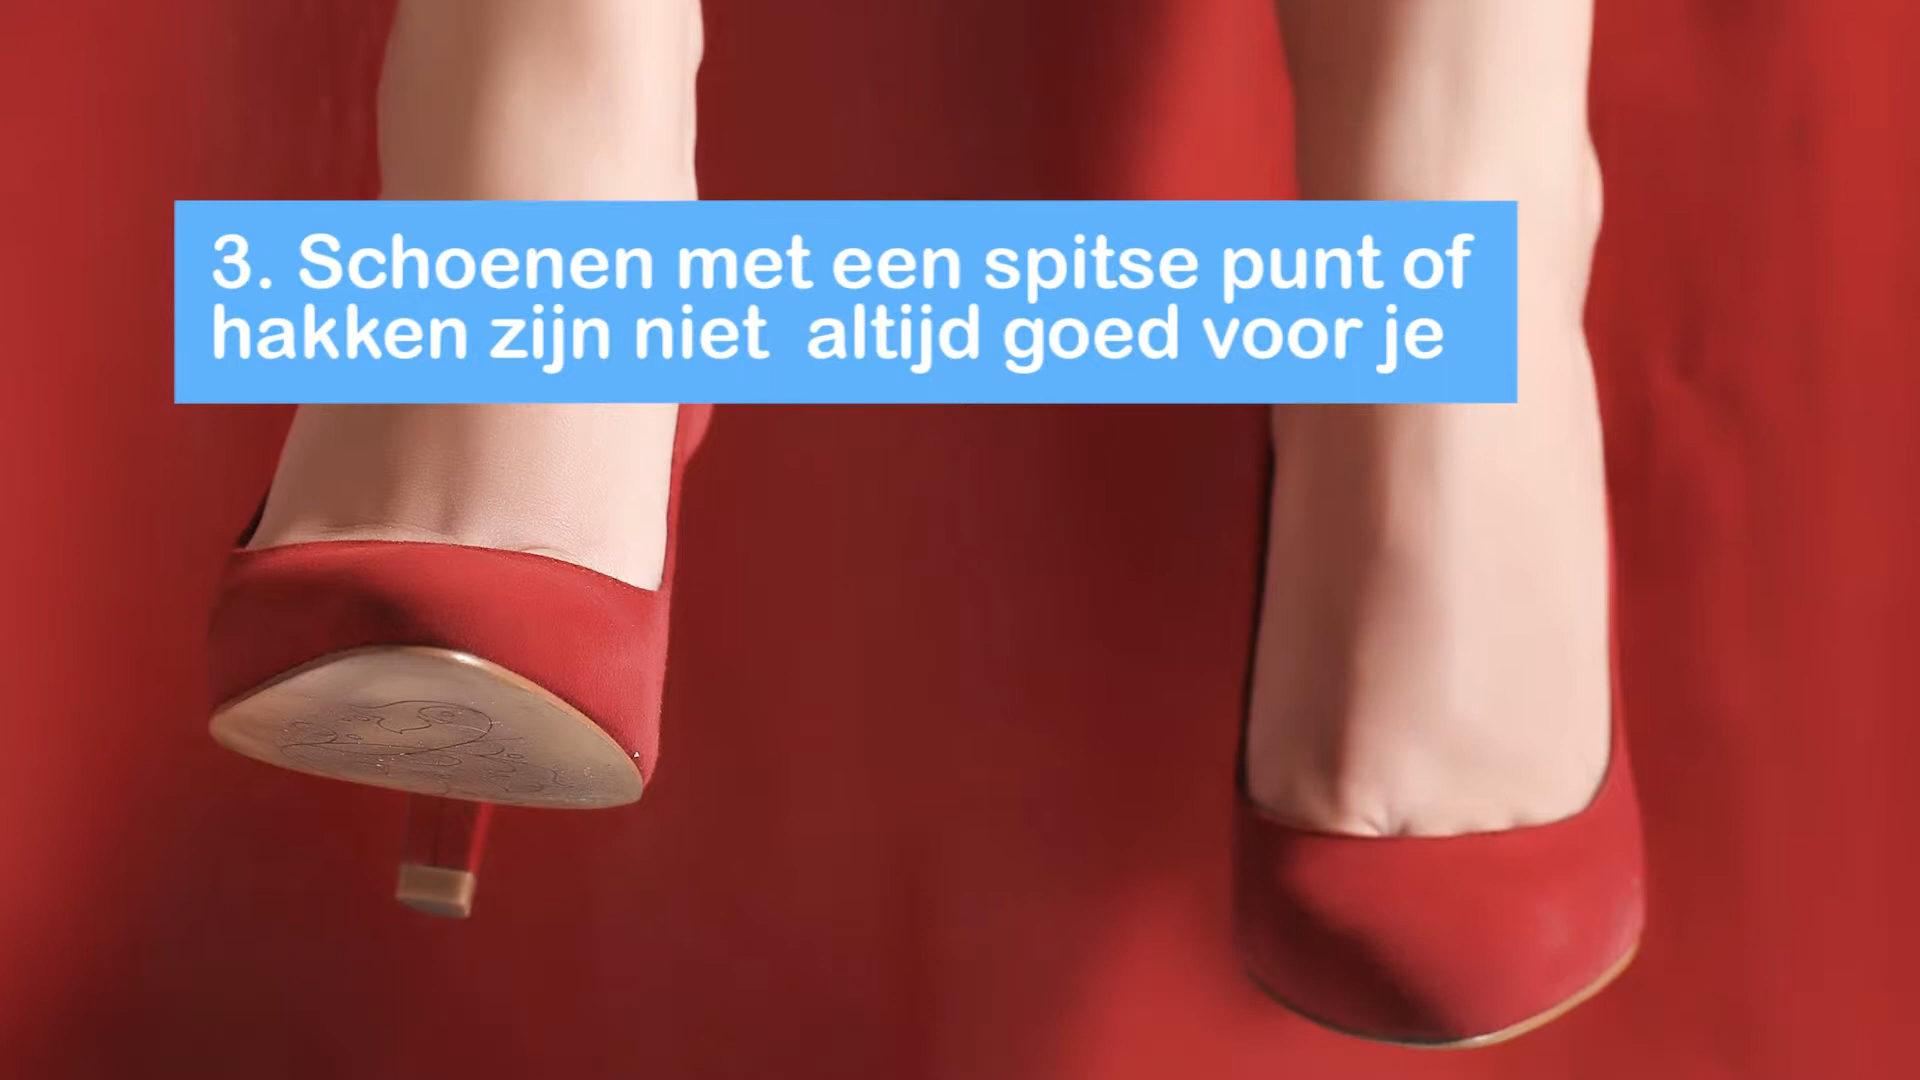 3. Schoenen met een spitse punt of
hakken zijn niet  altijd goed voor je